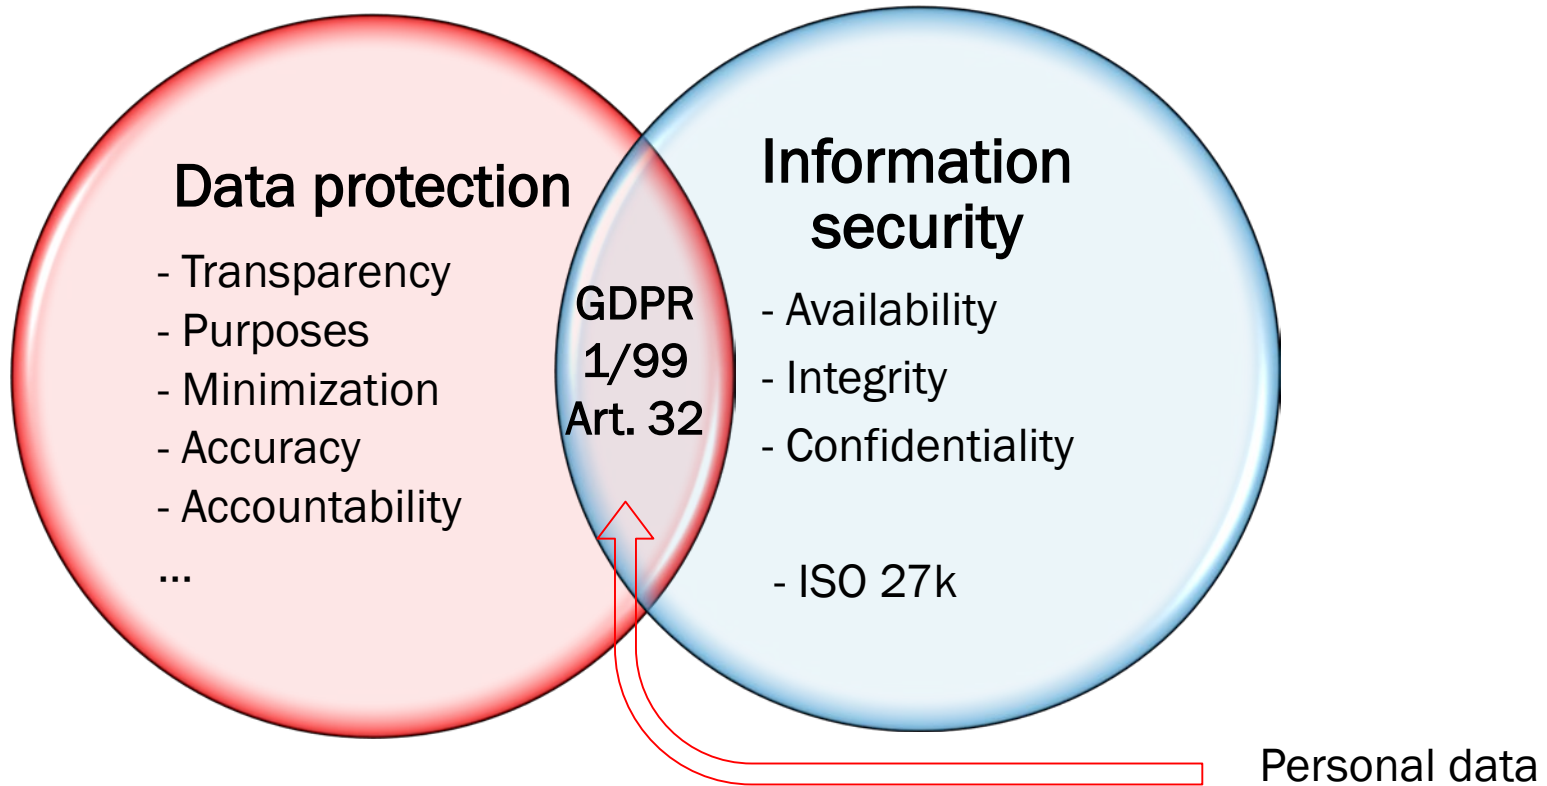 Data protection
- Transparency
- Purposes
- Minimization
- Accuracy
- Accountability
...
GDPR
1/99
Art. 32
Information
security
- Availability
- Integrity
- Confidentiality
- ISO 27k
Personal data